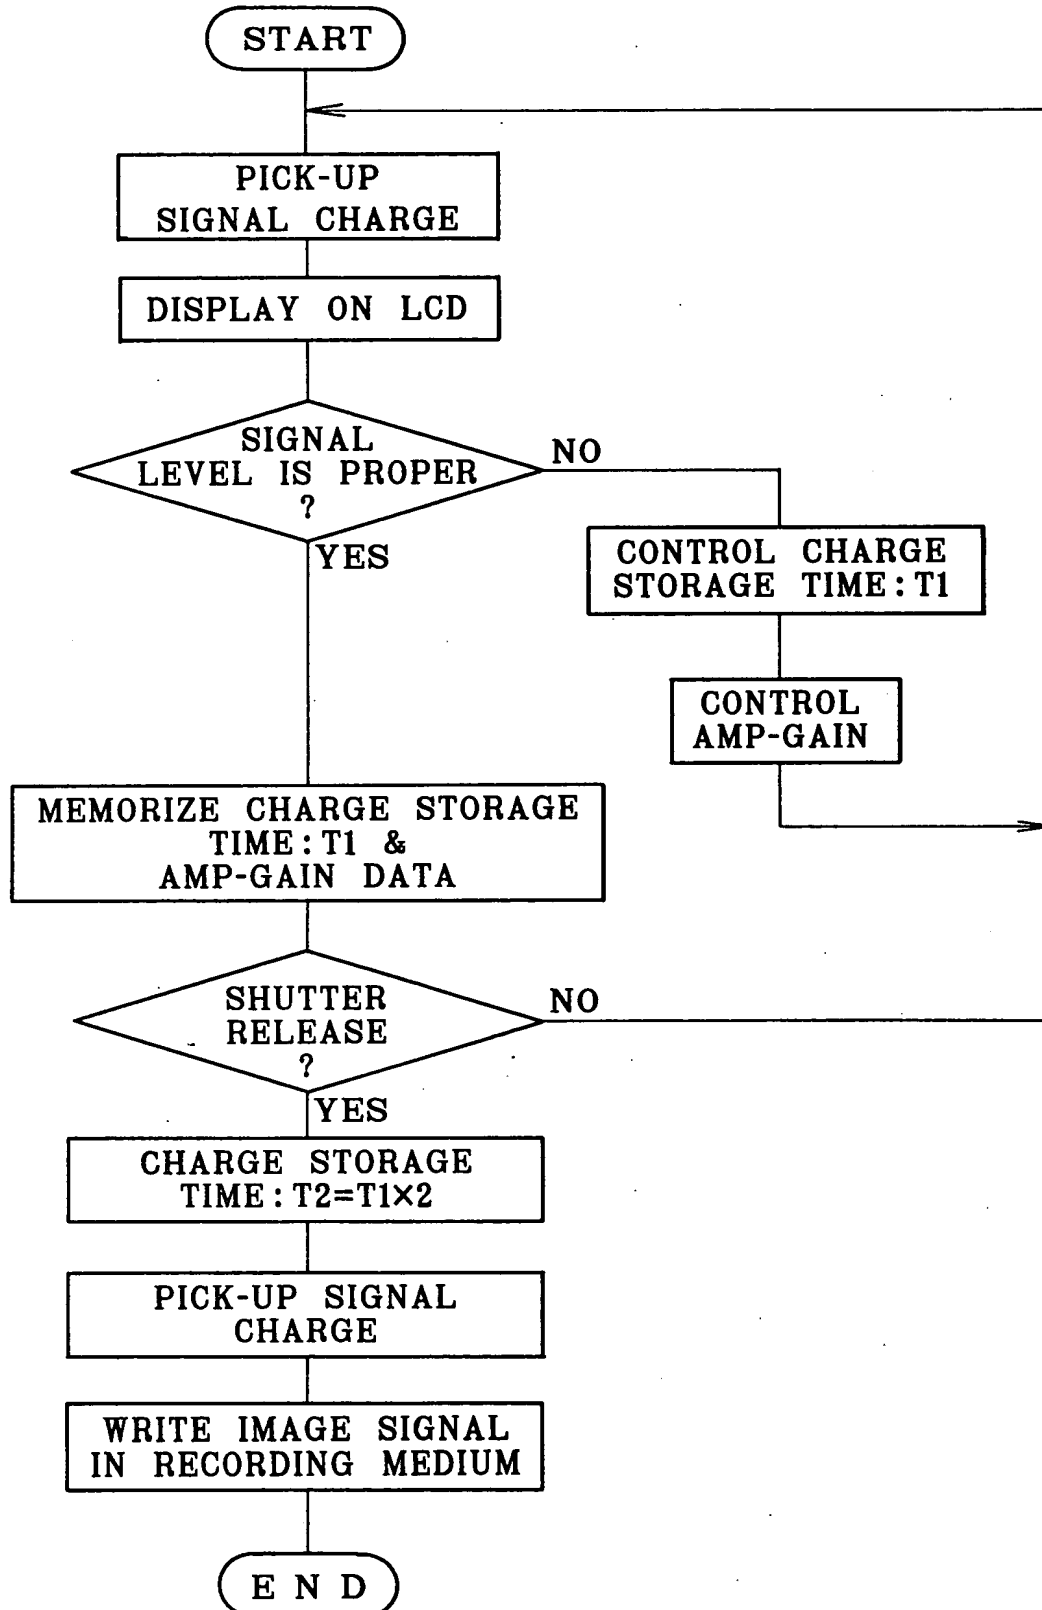 START
PICK-UP
SIGNAL CHARGE
DISPLAY ON LCD
SIGNAL
LEVEL IS PROPER
?
NO
YES
CONTROL CHARGE
STORAGE TIME:T1
CONTROL
AMP-GAIN
MEMORIZE CHARGE STORAGE
TIME:T1 &
AMP-GAIN DATA
SHUTTER
RELEASE
?
NO
YES
CHARGE STORAGE
TIME:T2=T1×2
PICK-UP SIGNAL
CHARGE
WRITE IMAGE SIGNAL
IN RECORDING MEDIUM
END